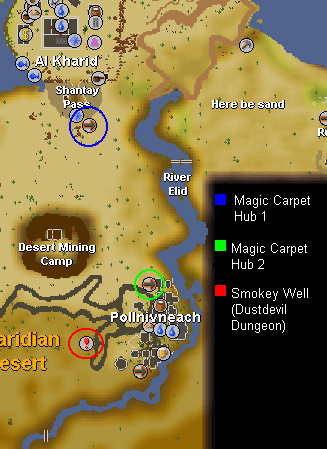 Al Kharid
Shantay
Pass
Here be sand
Ru
River
Elid
Desert Mining
Camp
Pollnivneach
aridian
esert
Magic Carpet
Hub 1
Magic Carpet
Hub 2
Smokey Well
(Dustdevil
Dungeon)